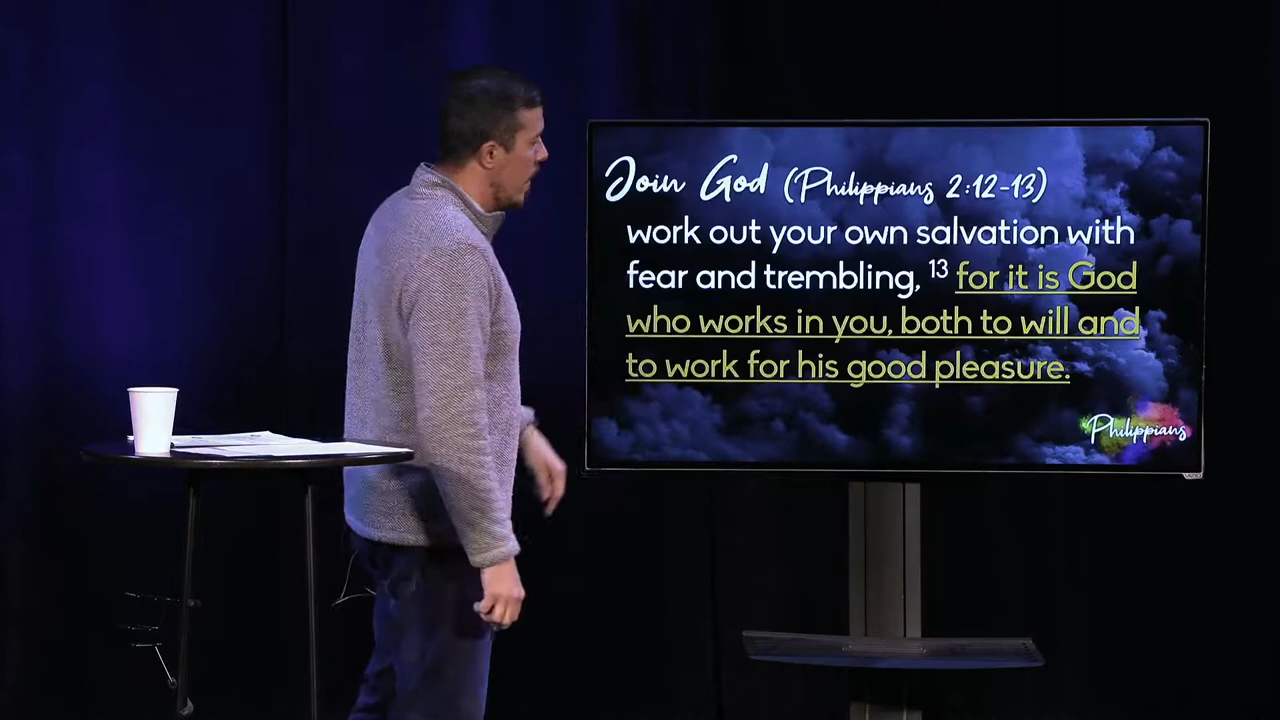 Join God (Philippians 2:12-13)
work out your own salvation with
fear and trembling, ¹³ for it is God
who works in you, both to will and
to work for his good pleasure.
Philippians